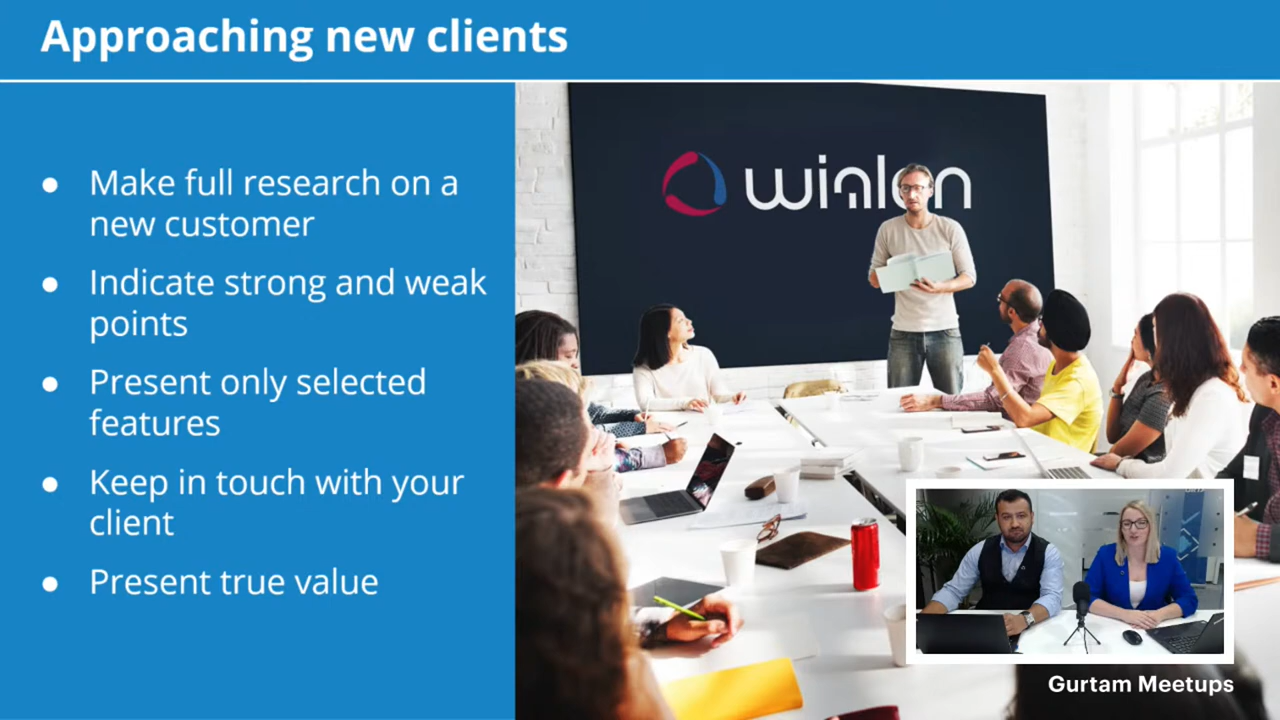 Approaching new clients
● Make full research on a
new customer
● Indicate strong and weak
points
● Present only selected
features
● Keep in touch with your
client
● Present true value
wialon
Gurtam Meetups